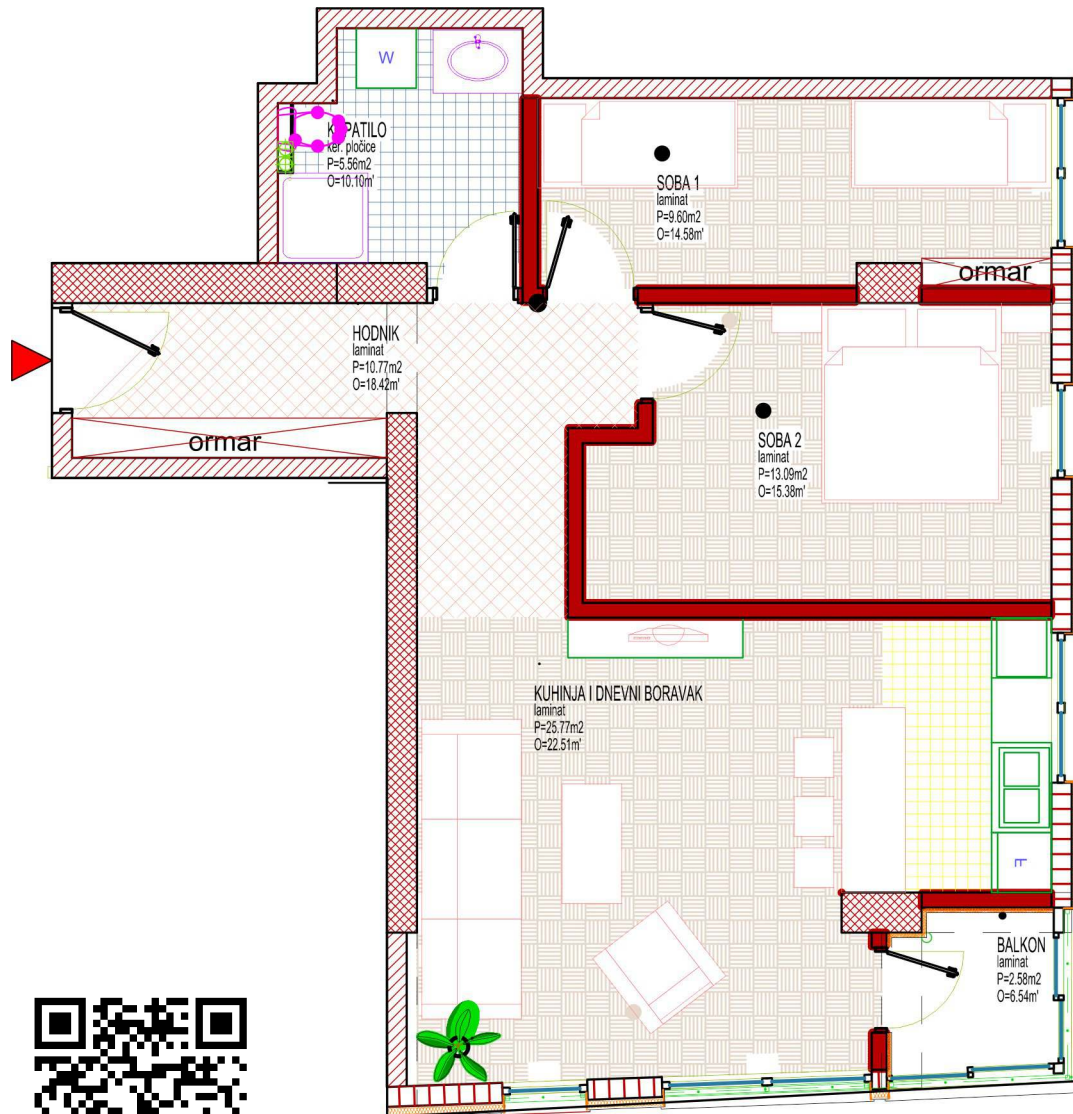 W
KUPATILO
ker. pločice
P=5.56m2
O=10.10m'
SOBA 1
laminat
P=9.60m2
O=14.58m'
ormar
HODNIK
laminat
P=10.77m2
O=18.42m'
ormar
SOBA 2
laminat
P=13.09m2
O=15.38m'
KUHINJA I DNEVNI BORAVAK
laminat
P=25.77m2
O=22.51m'
F
BALKON
laminat
P=2.58m2
O=6.54m'